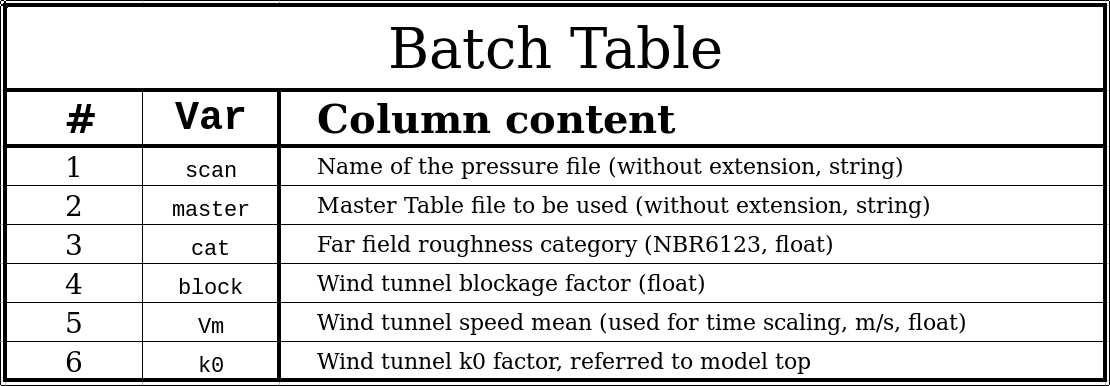 Batch Table
# Var Column content
1 scan Name of the pressure file (without extension, string)
2 master Master Table file to be used (without extension, string)
3 cat Far field roughness category (NBR6123, float)
4 block Wind tunnel blockage factor (float)
5 Vm Wind tunnel speed mean (used for time scaling, m/s, float)
6 k0 Wind tunnel k0 factor, referred to model top